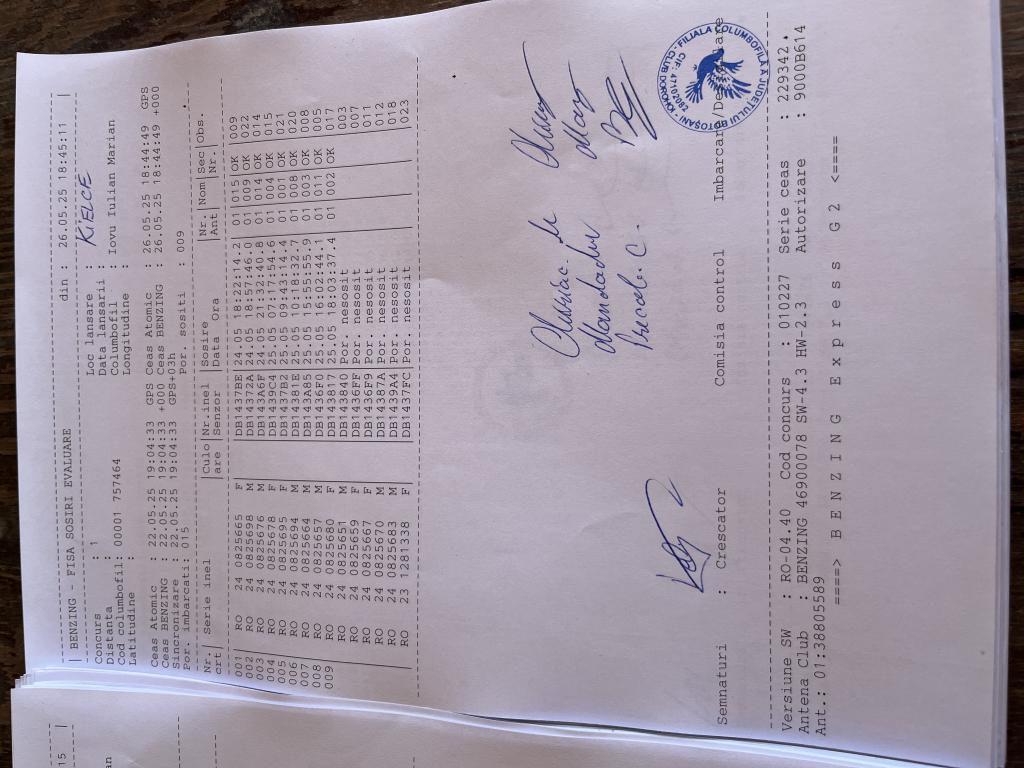 | BENZING - FISA SOSIRI EVALUARE din : 26.05.25 18:45:11 |
Concurs : 1 Loc lansare : KIELCE
Distanta : Data lansarii :
Cod columbofil: 00001 757464 Columbofil : Iovu Iulian Marian
Latitudine : Longitudine :
Ceas Atomic : 22.05.25 19:04:33 GPS Ceas Atomic : 26.05.25 18:44:49 GPS
Ceas BENZING : 22.05.25 19:04:33 +000 Ceas BENZING : 26.05.25 18:44:49 +000
Sincronizare : 22.05.25 19:04:33 GPS+03h
Por. imbarcati: 015 Por. sositi : 009
Nr.| Serie inel |Culo|Nr.inel |Sosire |Nr. |Nom|Sec|Obs.
crt| |are |Senzor |Data Ora |Ant| |Nr.|
001| RO 24 0825665 F |DB1437BE|24.05 18:22:14.2 |01 |015|OK |009
002| RO 24 0825698 M |DB14372A|24.05 18:57:46.0 |01 |009|OK |022
003| RO 24 0825676 M |DB143A6F|24.05 21:32:40.8 |01 |014|OK |014
004| RO 24 0825678 F |DB1439C4|25.05 07:17:54.6 |01 |004|OK |015
005| RO 24 0825695 F |DB1437B2|25.05 09:43:14.4 |01 |001|OK |021
006| RO 24 0825694 M |DB14381E|25.05 10:18:32.7 |01 |008|OK |020
007| RO 24 0825664 M |DB143A85|25.05 15:55:55.9 |01 |003|OK |008
008| RO 24 0825657 M |DB1436F0|25.05 16:02:44.1 |01 |011|OK |005
009| RO 24 0825680 F |DB143817|25.05 18:03:37.4 |01 |002|OK |017
RO 24 0825651 M |DB143840|Por. nesosit |003
RO 24 0825659 F |DB1436FF|Por. nesosit |007
RO 24 0825667 F |DB1436F9|Por. nesosit |011
RO 24 0825670 M |DB14387A|Por. nesosit |012
RO 24 0825683 M |DB1439A4|Por. nesosit |018
RO 23 1281338 F |DB1437FC|Por. nesosit |023
Semnaturi : Crescator Comisia control Imbarcare/De are
FILIALA COLUMBOFILA A JUDETULUI BOTOSANI
CLUB DOROHOI
Versiune SW : RO-04.40 Cod concurs : 010227 Serie ceas : 229342.
Antena Club : BENZING 46900078 SW-4.3 HW-2.3 Autorizare : 9000B614
Ant.: 01:38805589
====> B E N Z I N G E x p r e s s G 2 <====